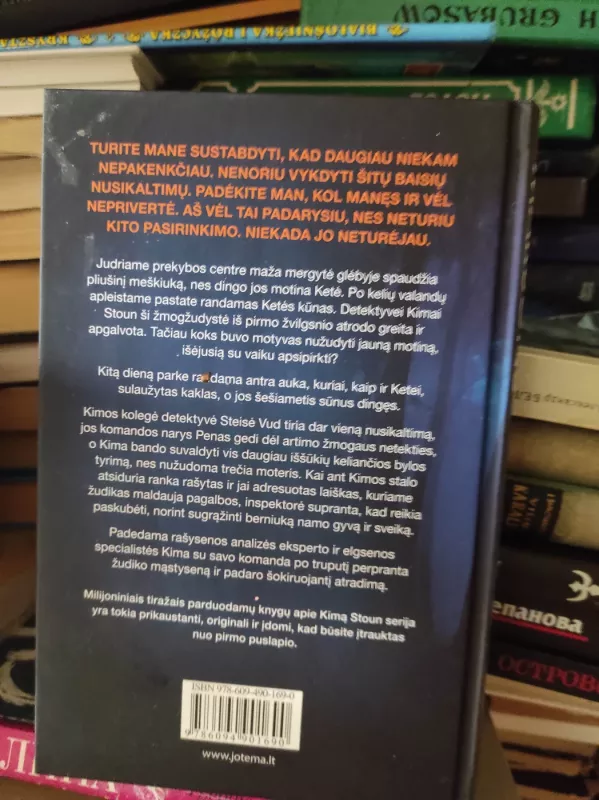 H GRUBASÓW
BIAŁOŚNIEŻKA I RÓŻYCZKA
KRYSZTA
TURITE MANE SUSTABDYTI, KAD DAUGIAU NIEKAM
NEPAKENKČIAU. NENORIU VYKDYTI ŠITŲ BAISIŲ
NUSIKALTIMŲ. PADĖKITE MAN, KOL MANĘS IR VĖL
NEPRIVERTĖ. AŠ VĖL TAI PADARYSIU, NES NETURIU
KITO PASIRINKIMO. NIEKADA JO NETURĖJAU.
Judriame prekybos centre maža mergytė glėbyje spaudžia
pliušinį meškiuką, nes dingo jos motina Ketė. Po kelių valandų
apleistame pastate randamas Ketės kūnas. Detektyvei Kimai
Stoun ši žmogžudystė iš pirmo žvilgsnio atrodo greita ir
apgalvota. Tačiau koks buvo motyvas nužudyti jauną motiną,
išėjusią su vaiku apsipirkti?
Kitą dieną parke randama antra auka, kuriai, kaip ir Ketei,
sulaužytas kaklas, o jos šešiametis sūnus dingęs.
Kimos kolegė detektyvė Steisė Vud tiria dar vieną nusikaltimą,
jos komandos narys Penas gedi dėl artimo žmogaus netekties,
o Kima bando suvaldyti vis daugiau iššūkių keliančios bylos
tyrimą, nes nužudoma trečia moteris. Kai ant Kimos stalo
atsiduria ranka rašytas ir jai adresuotas laiškas, kuriame
žudikas maldauja pagalbos, inspektorė supranta, kad reikia
paskubėti, norint sugrąžinti berniuką namo gyvą ir sveiką.
Padedama rašysenos analizės eksperto ir elgsenos
specialistės Kima su savo komanda po truputį perpranta
žudiko mąstyseną ir padaro šokiruojantį atradimą.
Milijoniniais tiražais parduodamų knygų apie Kimą Stoun serija
yra tokia prikaustanti, originali ir įdomi, kad būsite įtrauktas
nuo pirmo puslapio.
ISBN 978-609-490-169-0
9786094901690
www.jotema.lt
епанова
ОСТРОВО